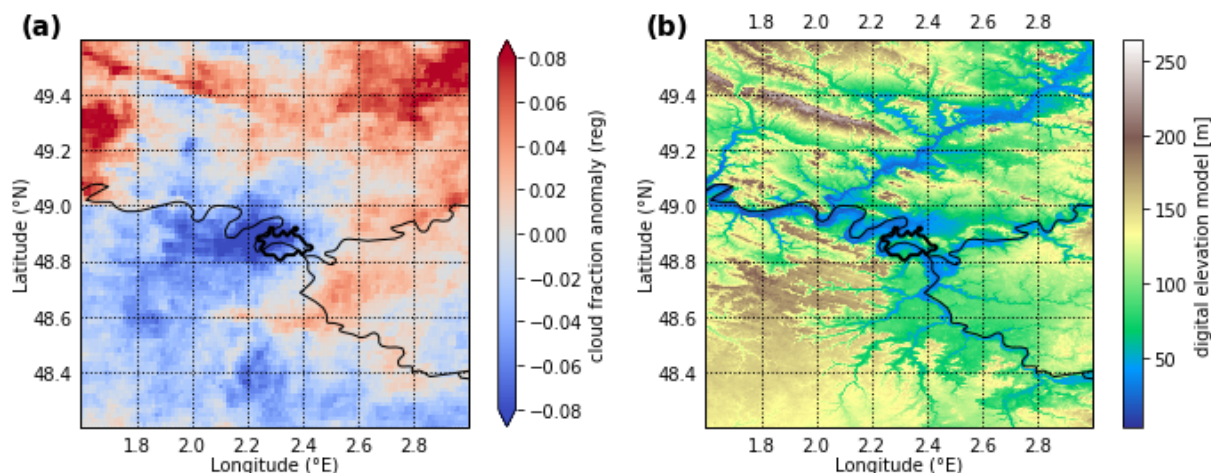 (a)
49.4
49.2
49.0
48.8
48.6
48.4
Latitude (°N)
1.8 2.0 2.2 2.4 2.6 2.8
Longitude (°E)
0.08
0.06
0.04
0.02
0.00
−0.02
−0.04
−0.06
−0.08
cloud fraction anomaly (reg)
(b)
1.8 2.0 2.2 2.4 2.6 2.8
49.4
49.2
49.0
48.8
48.6
48.4
Latitude (°N)
1.8 2.0 2.2 2.4 2.6 2.8
Longitude (°E)
250
200
150
100
50
digital elevation model [m]